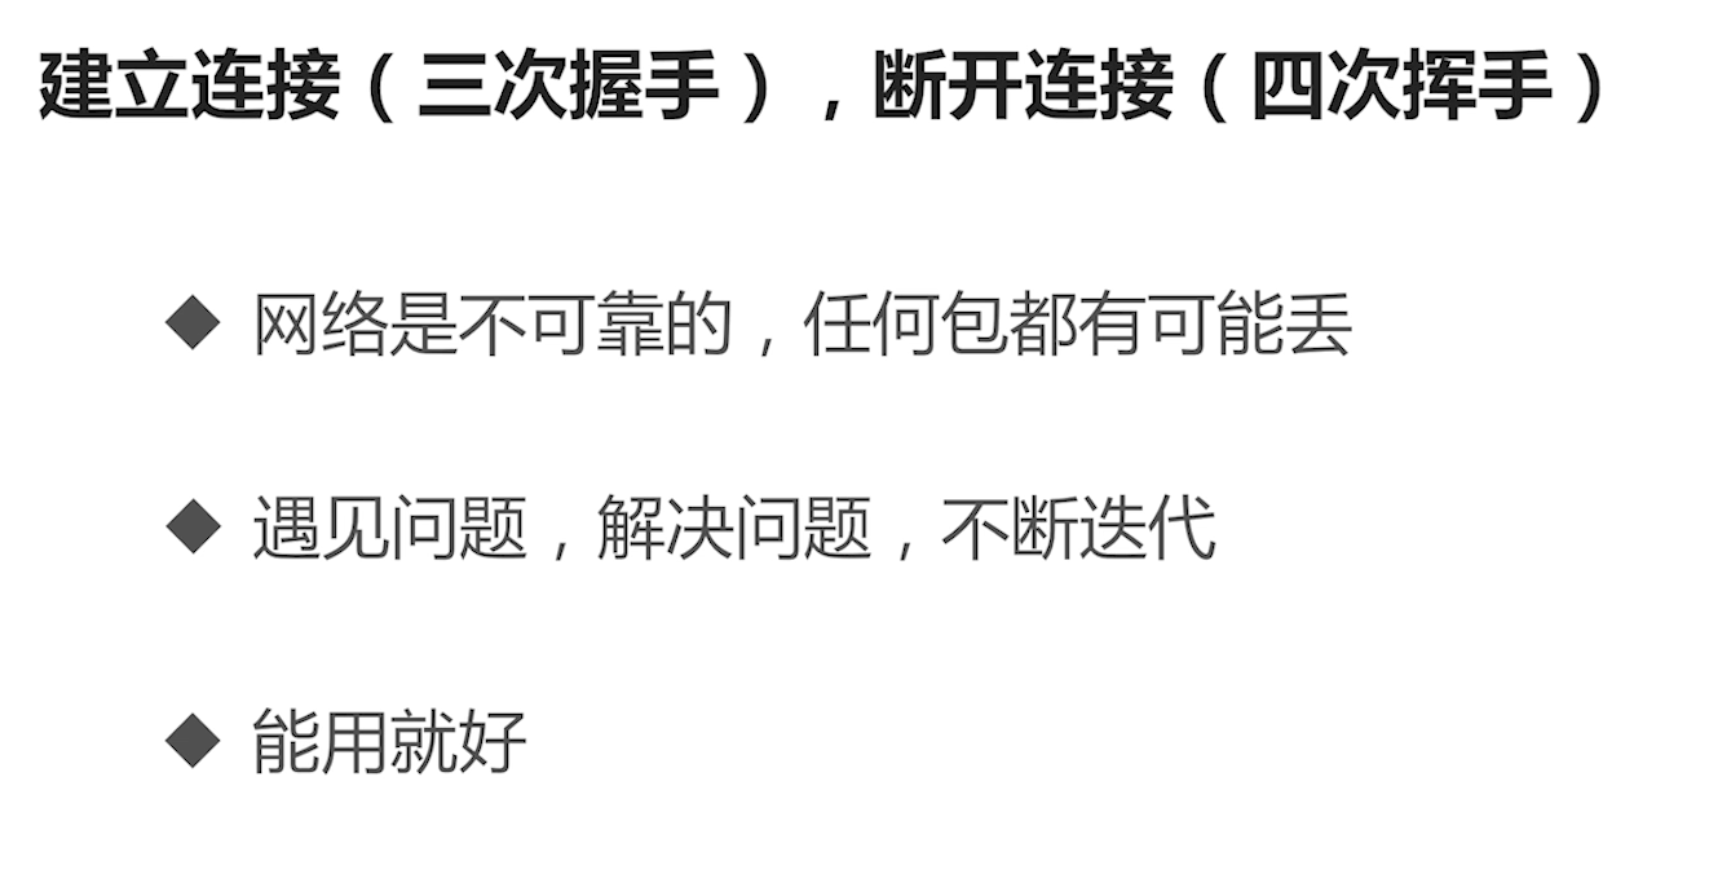 建立连接（三次握手），断开连接（四次挥手）
◆ 网络是不可靠的，任何包都有可能丢
◆ 遇见问题，解决问题，不断迭代
◆ 能用就好